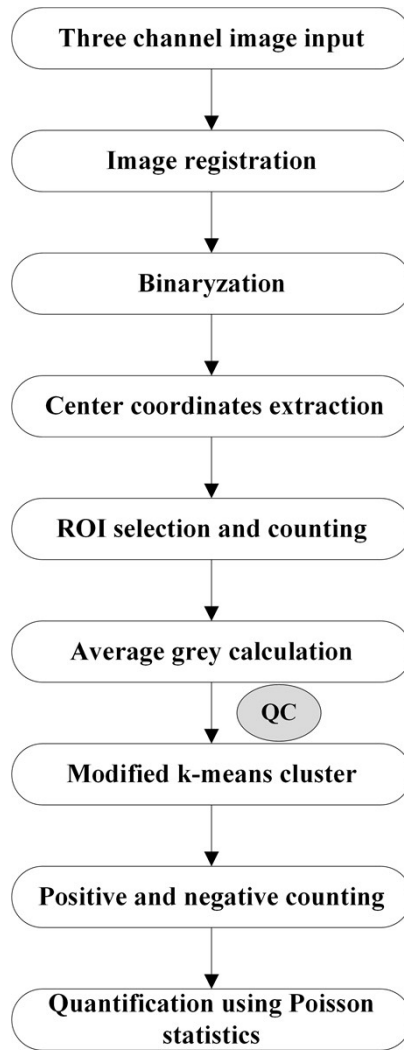 Three channel image input
Image registration
Binaryzation
Center coordinates extraction
ROI selection and counting
Average grey calculation
QC
Modified k-means cluster
Positive and negative counting
Quantification using Poisson
statistics